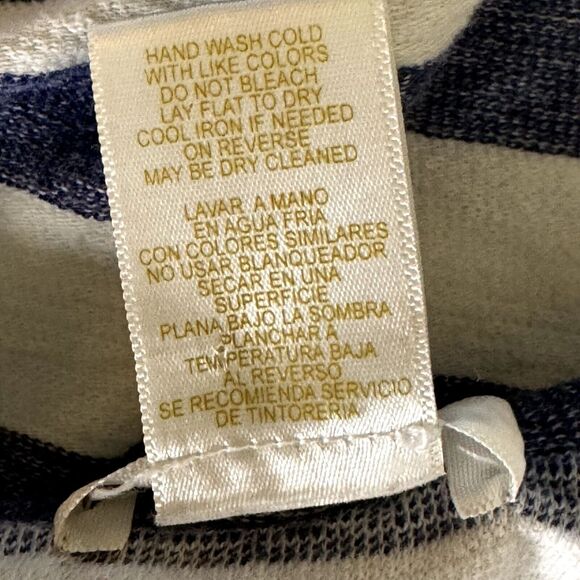 HAND WASH COLD
WITH LIKE COLORS
DO NOT BLEACH
LAY FLAT TO DRY
COOL IRON IF NEEDED
ON REVERSE
MAY BE DRY CLEANED
LAVAR A MANO
EN AGUA FRIA
CON COLORES SIMILARES
NO USAR BLANQUEADOR
SECAR EN UNA
SUPERFICIE
PLANA BAJO LA SOMBRA
PLANCHAR A
TEMPERATURA BAJA
AL REVERSO
SE RECOMIENDA SERVICIO
DE TINTORERIA